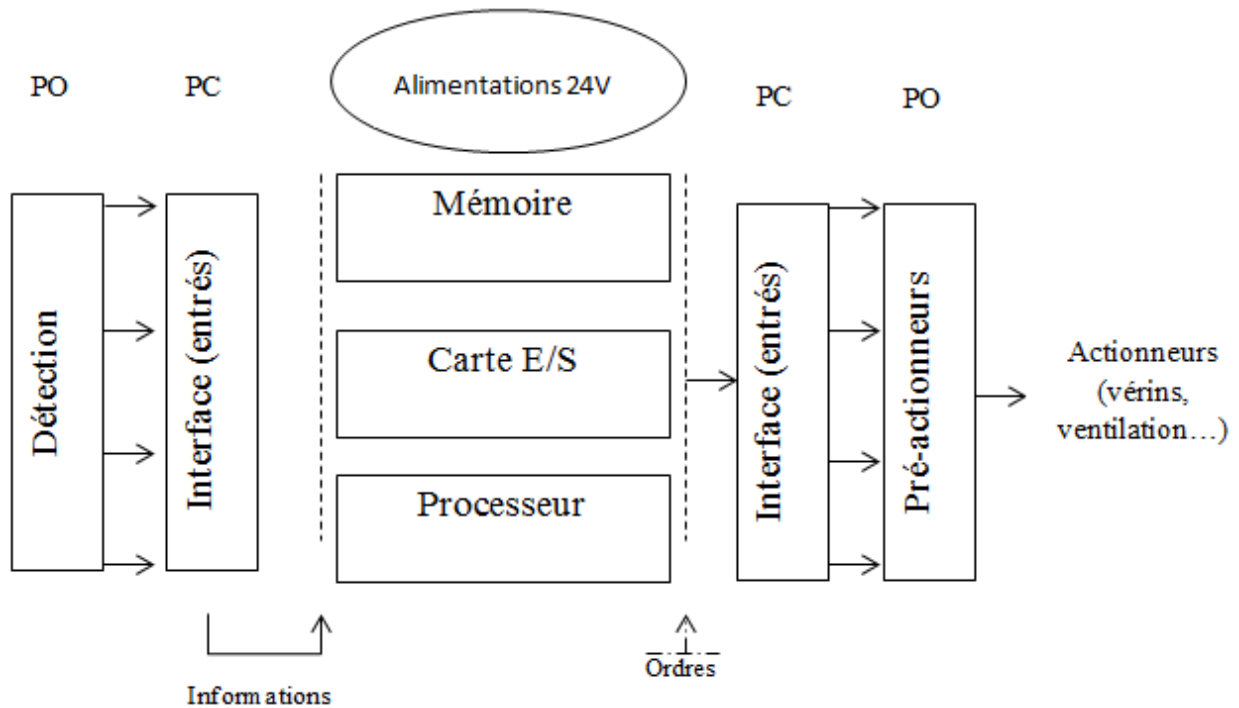 PO
PC
Alimentations 24V
PC
PO
Détection
Interface (entrés)
Mémoire
Carte E/S
Processeur
Interface (entrés)
Pré-actionneurs
Actionneurs
(vérins,
ventilation…)
Informations
Ordres